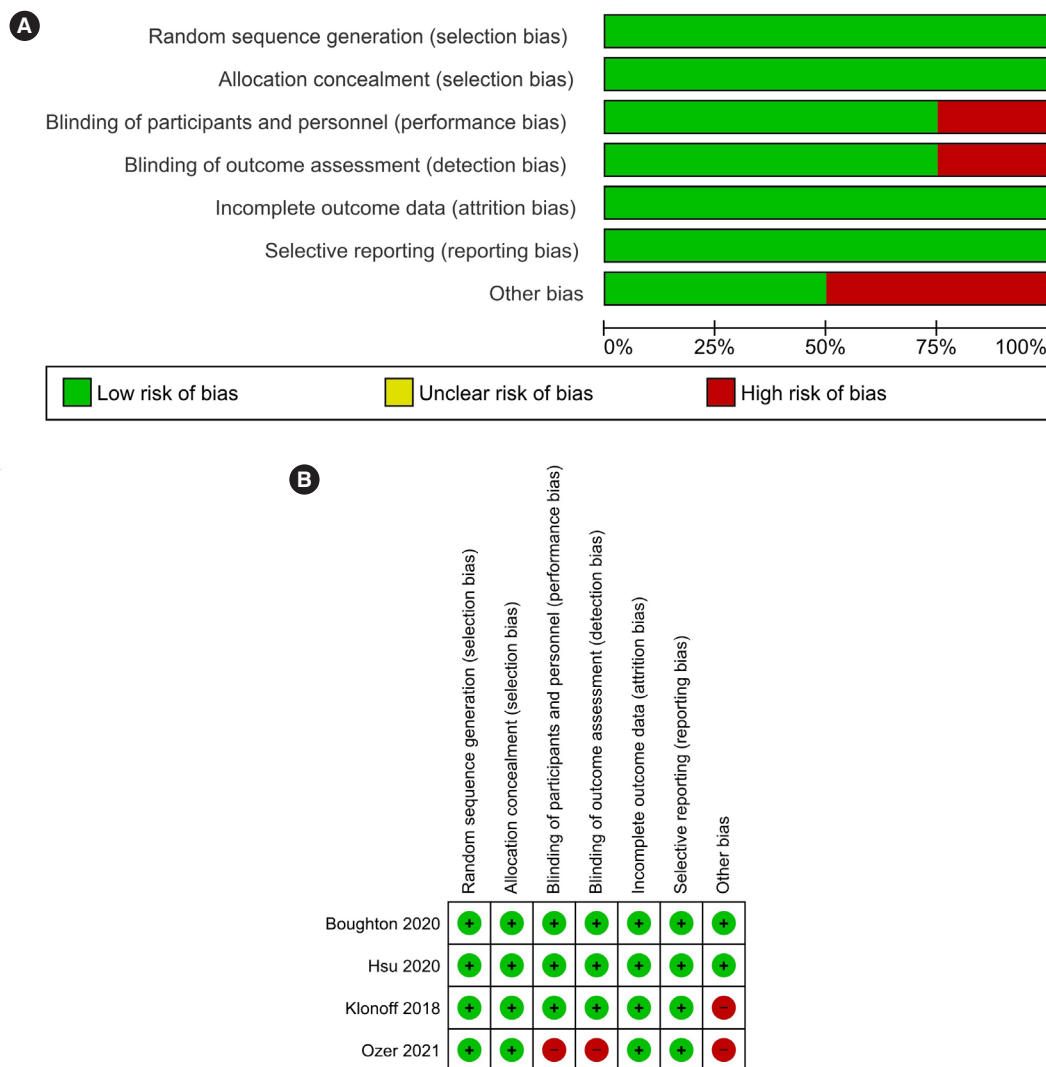 A
Random sequence generation (selection bias)
Allocation concealment (selection bias)
Blinding of participants and personnel (performance bias)
Blinding of outcome assessment (detection bias)
Incomplete outcome data (attrition bias)
Selective reporting (reporting bias)
Other bias
0% 25% 50% 75% 100%
Low risk of bias Unclear risk of bias High risk of bias
B
Random sequence generation (selection bias)
Allocation concealment (selection bias)
Blinding of participants and personnel (performance bias)
Blinding of outcome assessment (detection bias)
Incomplete outcome data (attrition bias)
Selective reporting (reporting bias)
Other bias
Boughton 2020 + + + + + + +
Hsu 2020 + + + + + + +
Klonoff 2018 + + + + + + −
Ozer 2021 + + − − + + −